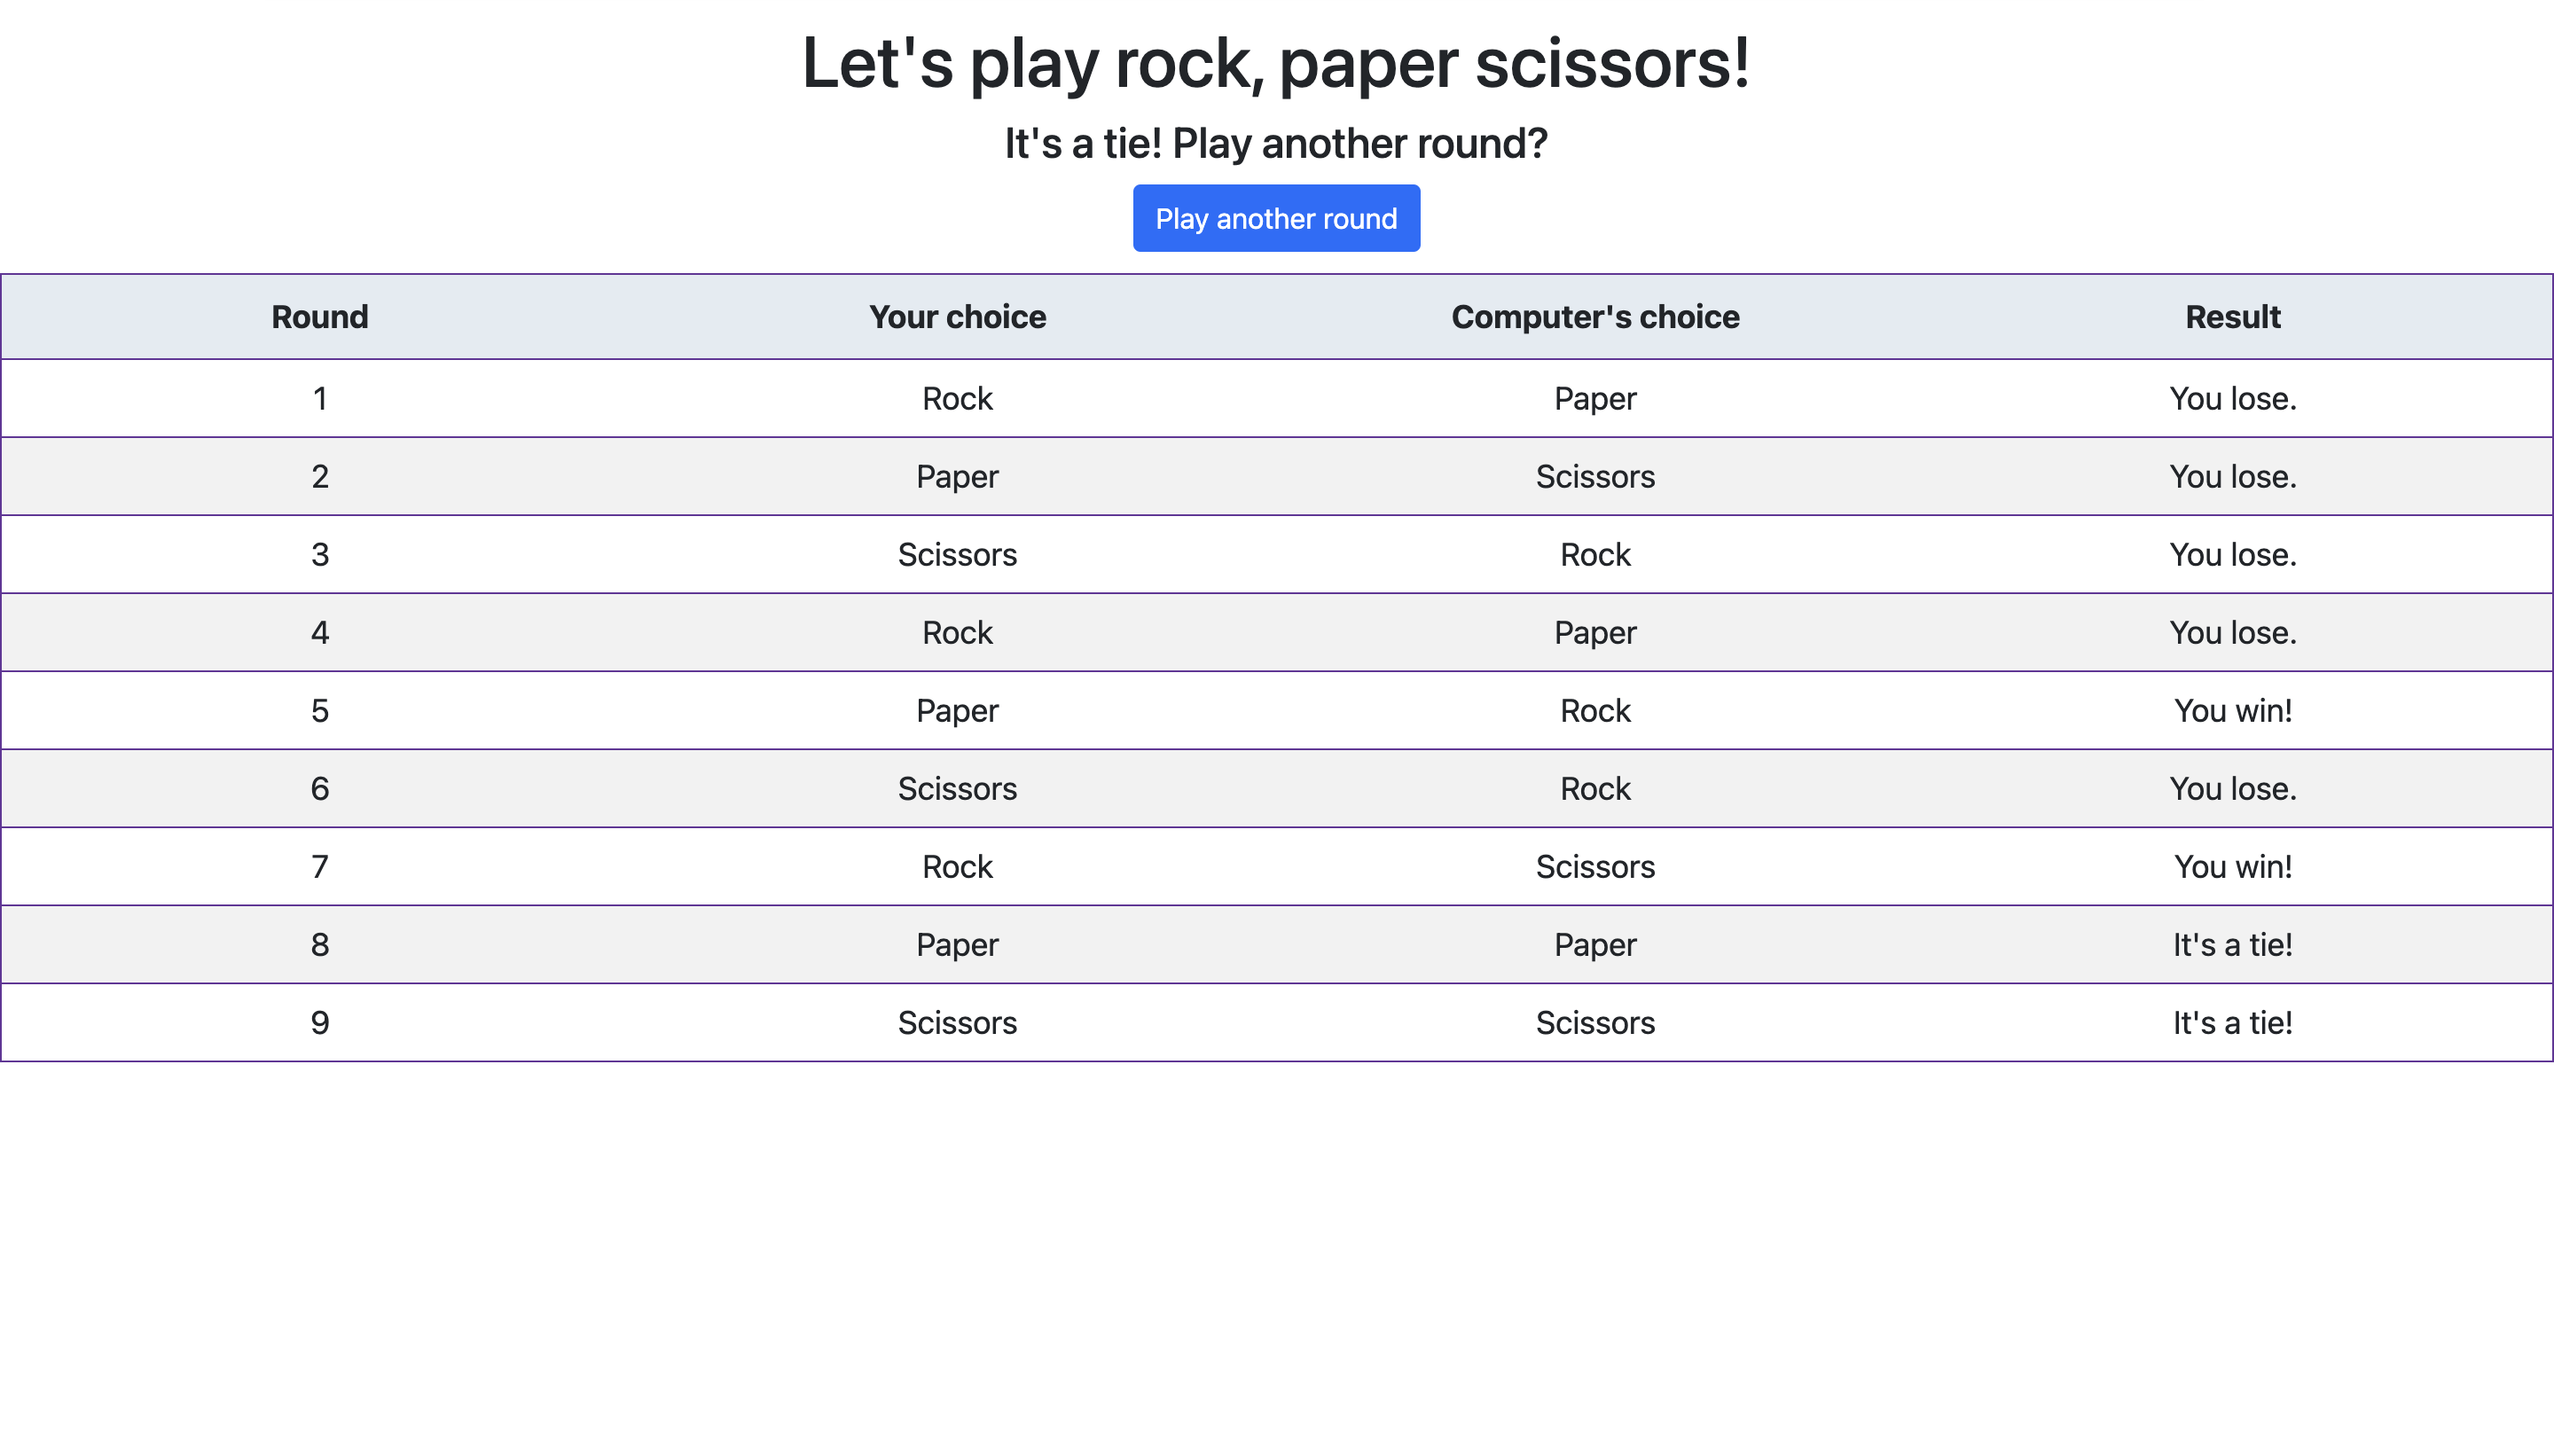 Let's play rock, paper scissors!
It's a tie! Play another round?
Play another round
Round Your choice Computer's choice Result
1 Rock Paper You lose.
2 Paper Scissors You lose.
3 Scissors Rock You lose.
4 Rock Paper You lose.
5 Paper Rock You win!
6 Scissors Rock You lose.
7 Rock Scissors You win!
8 Paper Paper It's a tie!
9 Scissors Scissors It's a tie!